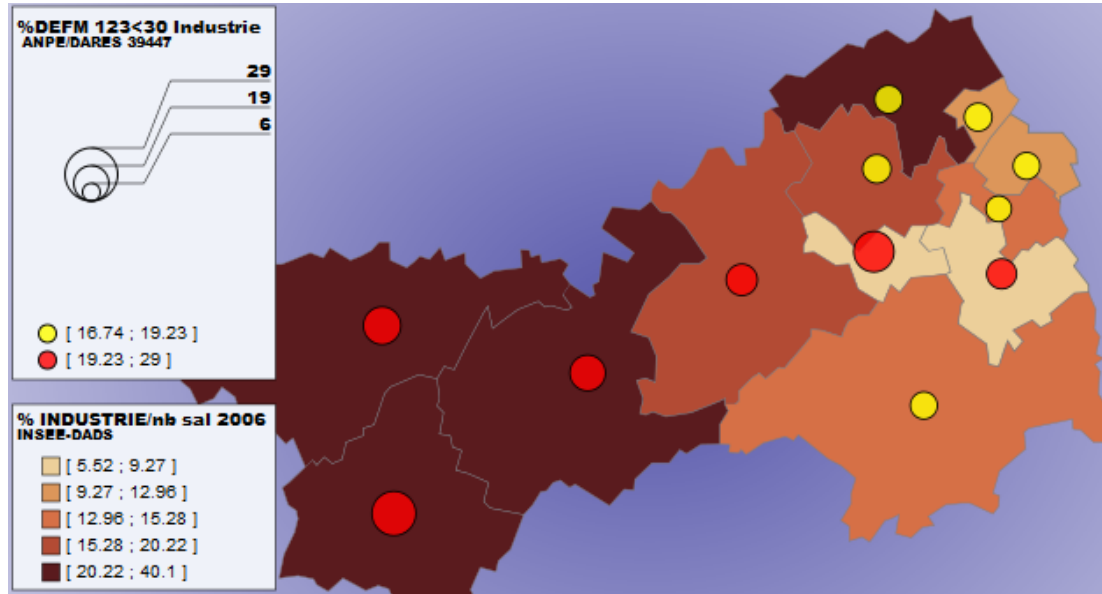 %DEFM 123<30 Industrie
ANPE/DARES 39447
29
19
6
[ 16.74 ; 19.23 ]
[ 19.23 ; 29 ]
% INDUSTRIE/nb sal 2006
INSEE-DADS
[ 5.52 ; 9.27 ]
[ 9.27 ; 12.96 ]
[ 12.96 ; 15.28 ]
[ 15.28 ; 20.22 ]
[ 20.22 ; 40.1 ]